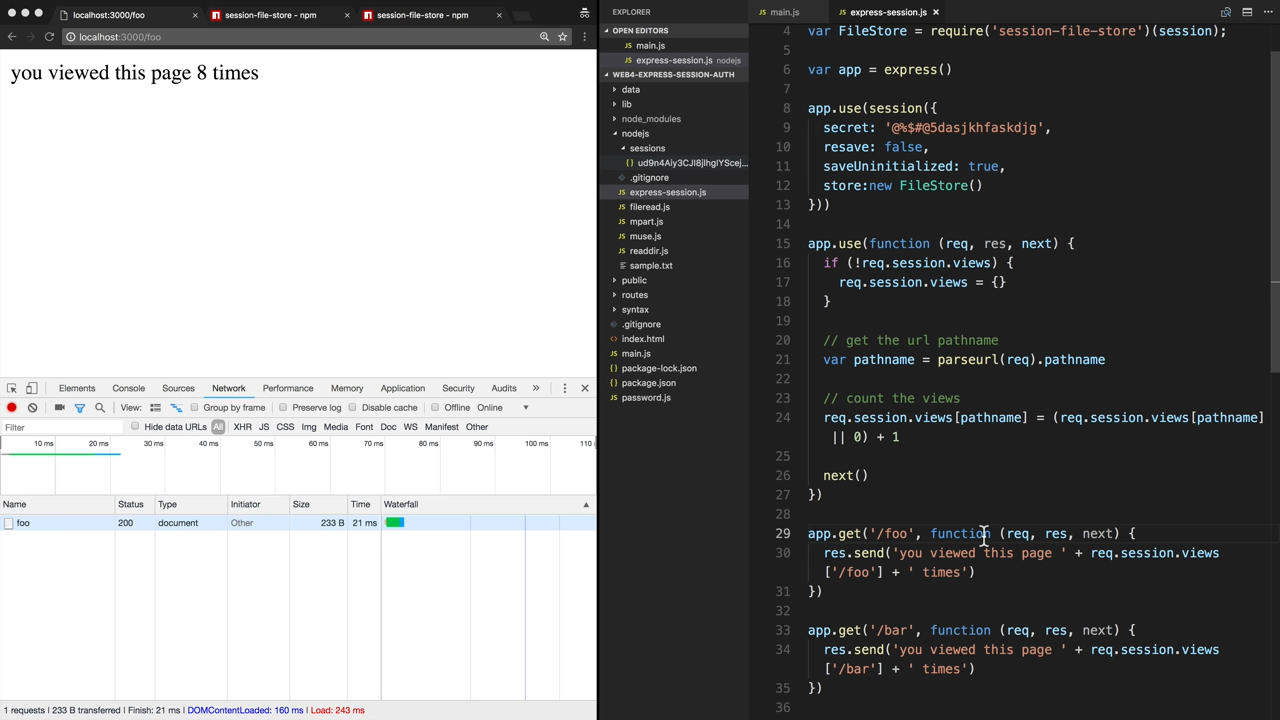 localhost:3000/foo
session-file-store - npm
session-file-store - npm
localhost:3000/foo
you viewed this page 8 times
Elements Console Sources Network Performance Memory Application Security Audits
View: Group by frame Preserve log Disable cache Offline Online
Filter Hide data URLs All XHR JS CSS Img Media Font Doc WS Manifest Other
10 ms 20 ms 30 ms 40 ms 50 ms 60 ms 70 ms 80 ms 90 ms 100 ms 110
Name Status Type Initiator Size Time Waterfall
foo 200 document Other 233 B 21 ms
1 requests | 233 B transferred | Finish: 21 ms | DOMContentLoaded: 160 ms | Load: 243 ms
EXPLORER
OPEN EDITORS
main.js
express-session.js nodejs
WEB4-EXPRESS-SESSION-AUTH
data
lib
node_modules
nodejs
sessions
.gitignore
express-session.js
fileread.js
mpart.js
muse.js
readdir.js
sample.txt
public
routes
syntax
.gitignore
index.html
main.js
package-lock.json
package.json
password.js
main.js
express-session.js
4 var FileStore = require('session-file-store')(session);
5
6 var app = express()
7
8 app.use(session({
9 secret: '@%$#@5dasjkhfaskdjg',
10 resave: false,
11 saveUninitialized: true,
12 store:new FileStore()
13 }))
14
15 app.use(function (req, res, next) {
16 if (!req.session.views) {
17 req.session.views = {}
18 }
19
20 // get the url pathname
21 var pathname = parseurl(req).pathname
22
23 // count the views
24 req.session.views[pathname] = (req.session.views[pathname]
|| 0) + 1
25
26 next()
27 })
28
29 app.get('/foo', function (req, res, next) {
30 res.send('you viewed this page ' + req.session.views
['/foo'] + ' times')
31 })
32
33 app.get('/bar', function (req, res, next) {
34 res.send('you viewed this page ' + req.session.views
['/bar'] + ' times')
35 })
36